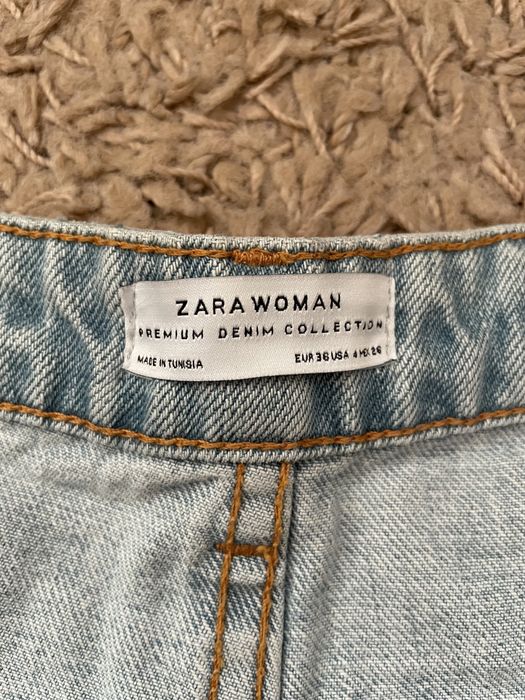 ZARA WOMAN
PREMIUM DENIM COLLECTION
MADE IN TUNISIA EUR 36 USA 4 MEX 26